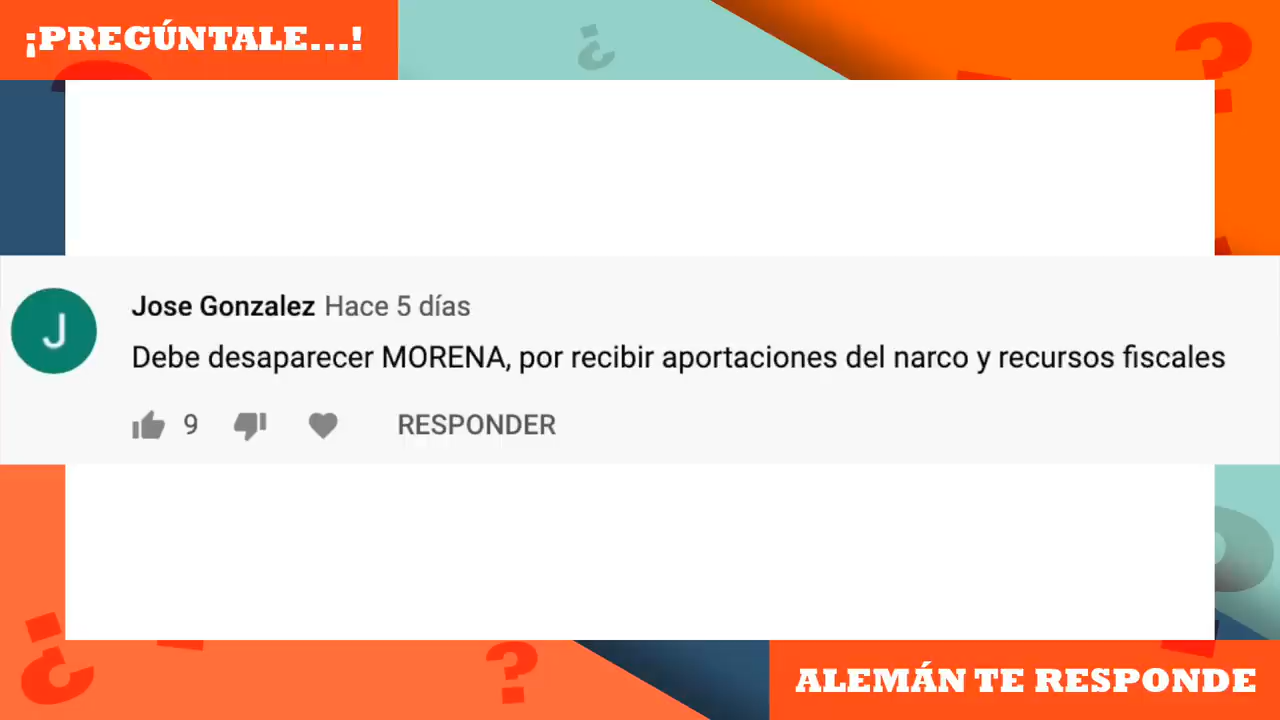 ¡PREGÚNTALE...!
Jose Gonzalez Hace 5 días
Debe desaparecer MORENA, por recibir aportaciones del narco y recursos fiscales
9 RESPONDER
ALEMÁN TE RESPONDE